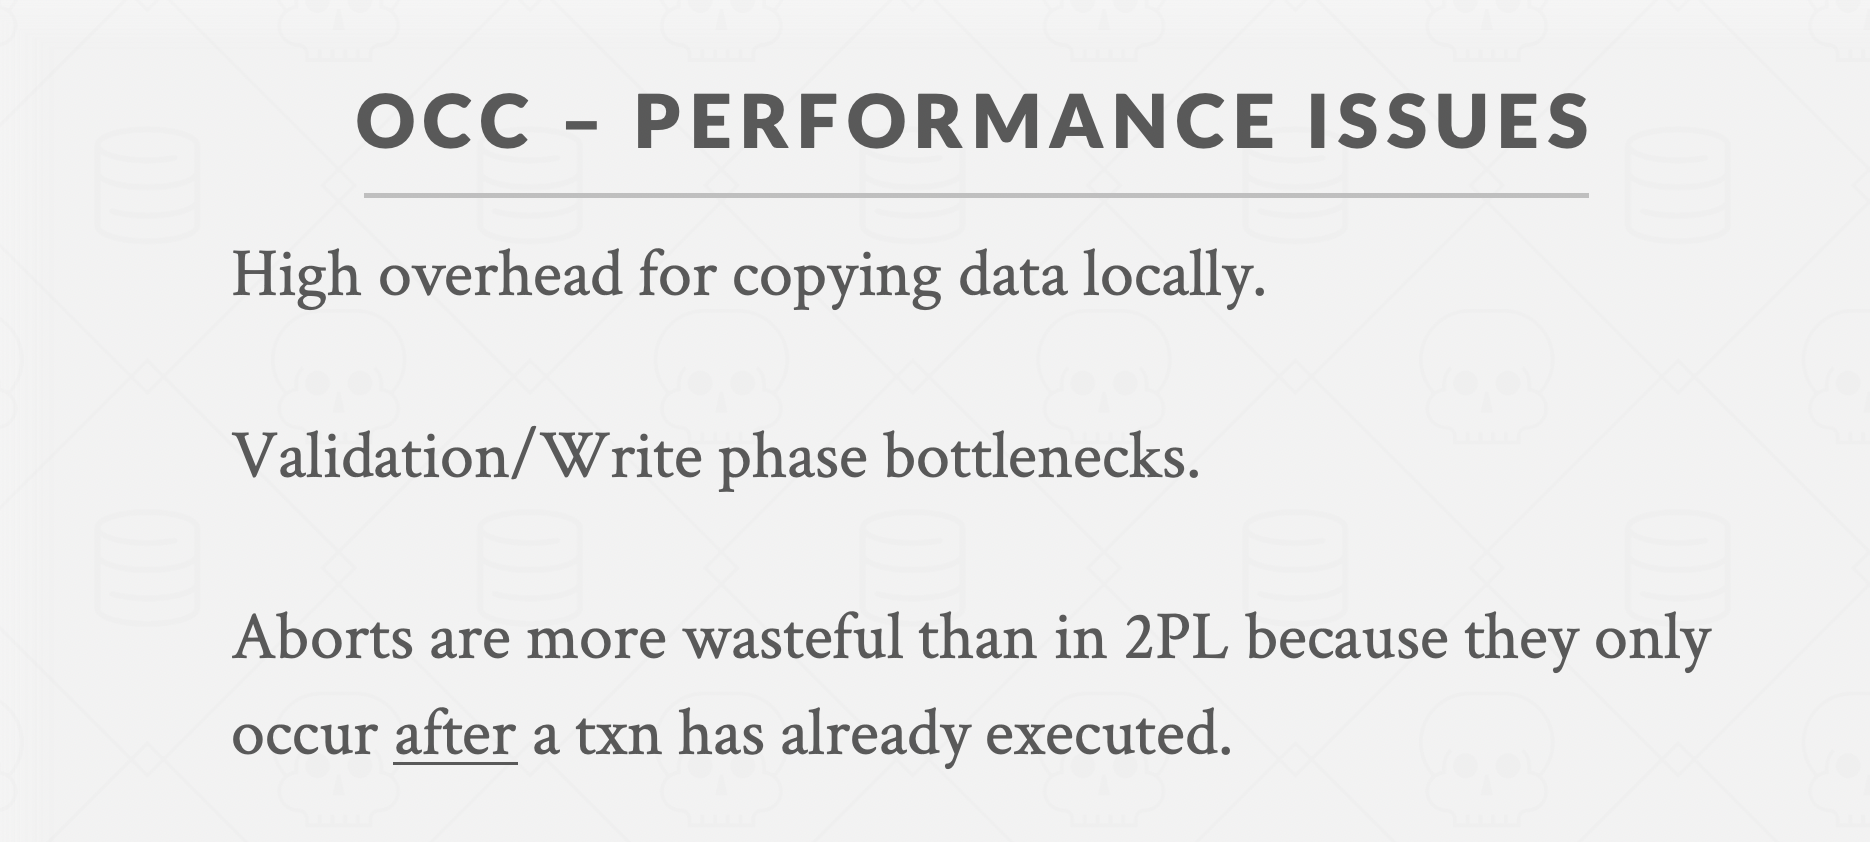 OCC – PERFORMANCE ISSUES
High overhead for copying data locally.
Validation/Write phase bottlenecks.
Aborts are more wasteful than in 2PL because they only
occur after a txn has already executed.